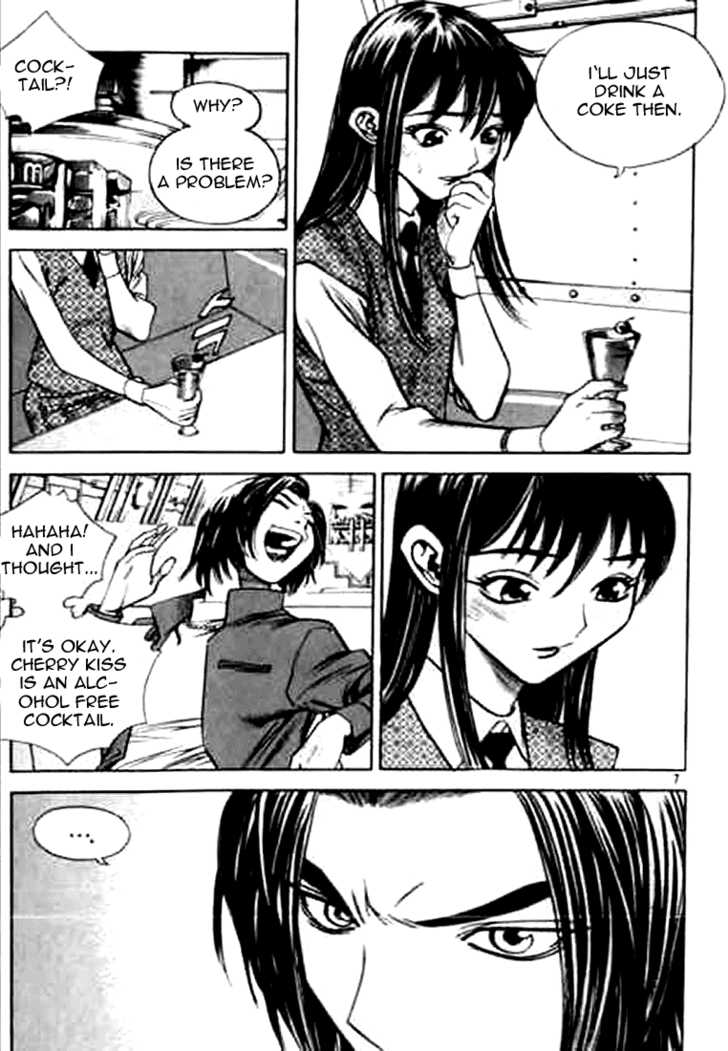 COCK-
TAIL?!
WHY?
IS THERE
A PROBLEM?
I'LL JUST
DRINK A
COKE THEN.
HAHAHA!
AND I
THOUGHT...
IT'S OKAY.
CHERRY KISS
IS AN ALC-
OHOL FREE
COCKTAIL.
7
...